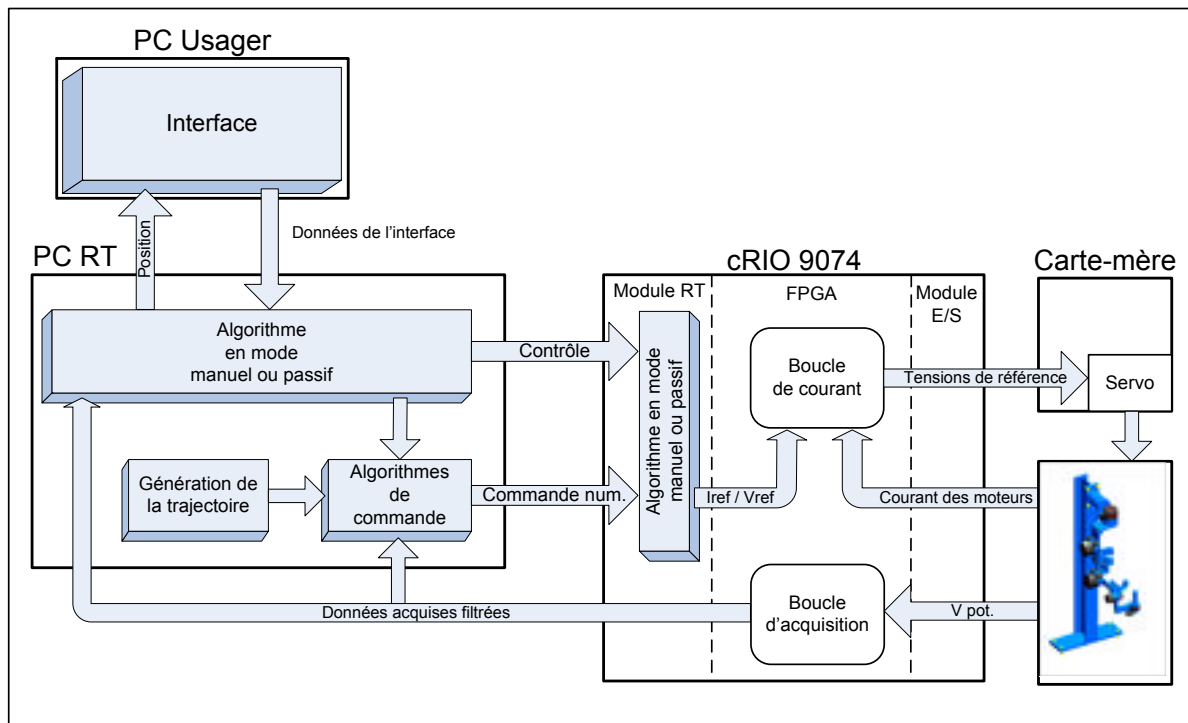 PC Usager
Interface
Position
Données de l'interface
PC RT
Algorithme
en mode
manuel ou passif
Génération de
la trajectoire
Algorithmes
de
commande
Contrôle
Commande num.
cRIO 9074
Module RT
FPGA
Module
E/S
Algorithme en mode
manuel ou passif
Boucle
de courant
Iref / Vref
Tensions de référence
Courant des moteurs
Boucle
d'acquisition
Données acquises filtrées
V pot.
Carte-mère
Servo